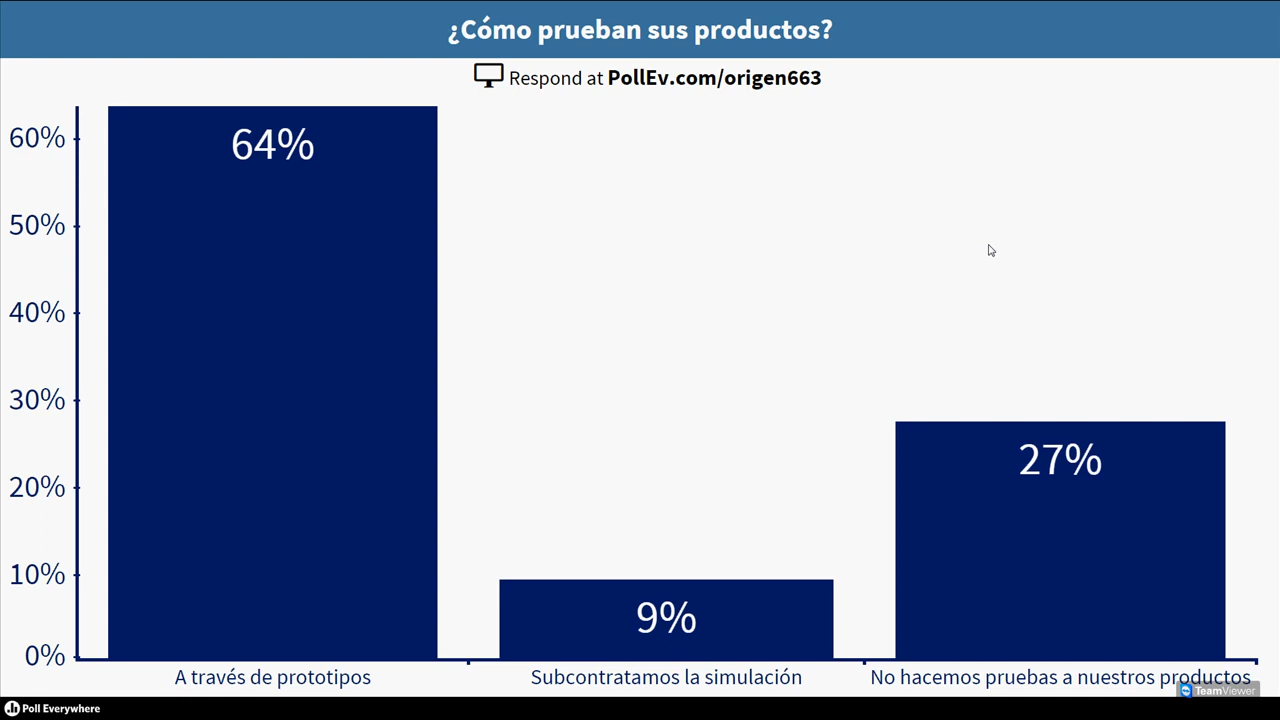 ¿Cómo prueban sus productos?
Respond at PollEv.com/origen663
60%
50%
40%
30%
20%
10%
0%
64%
9%
27%
A través de prototipos
Subcontratamos la simulación
No hacemos pruebas a nuestros productos
TeamViewer
Poll Everywhere